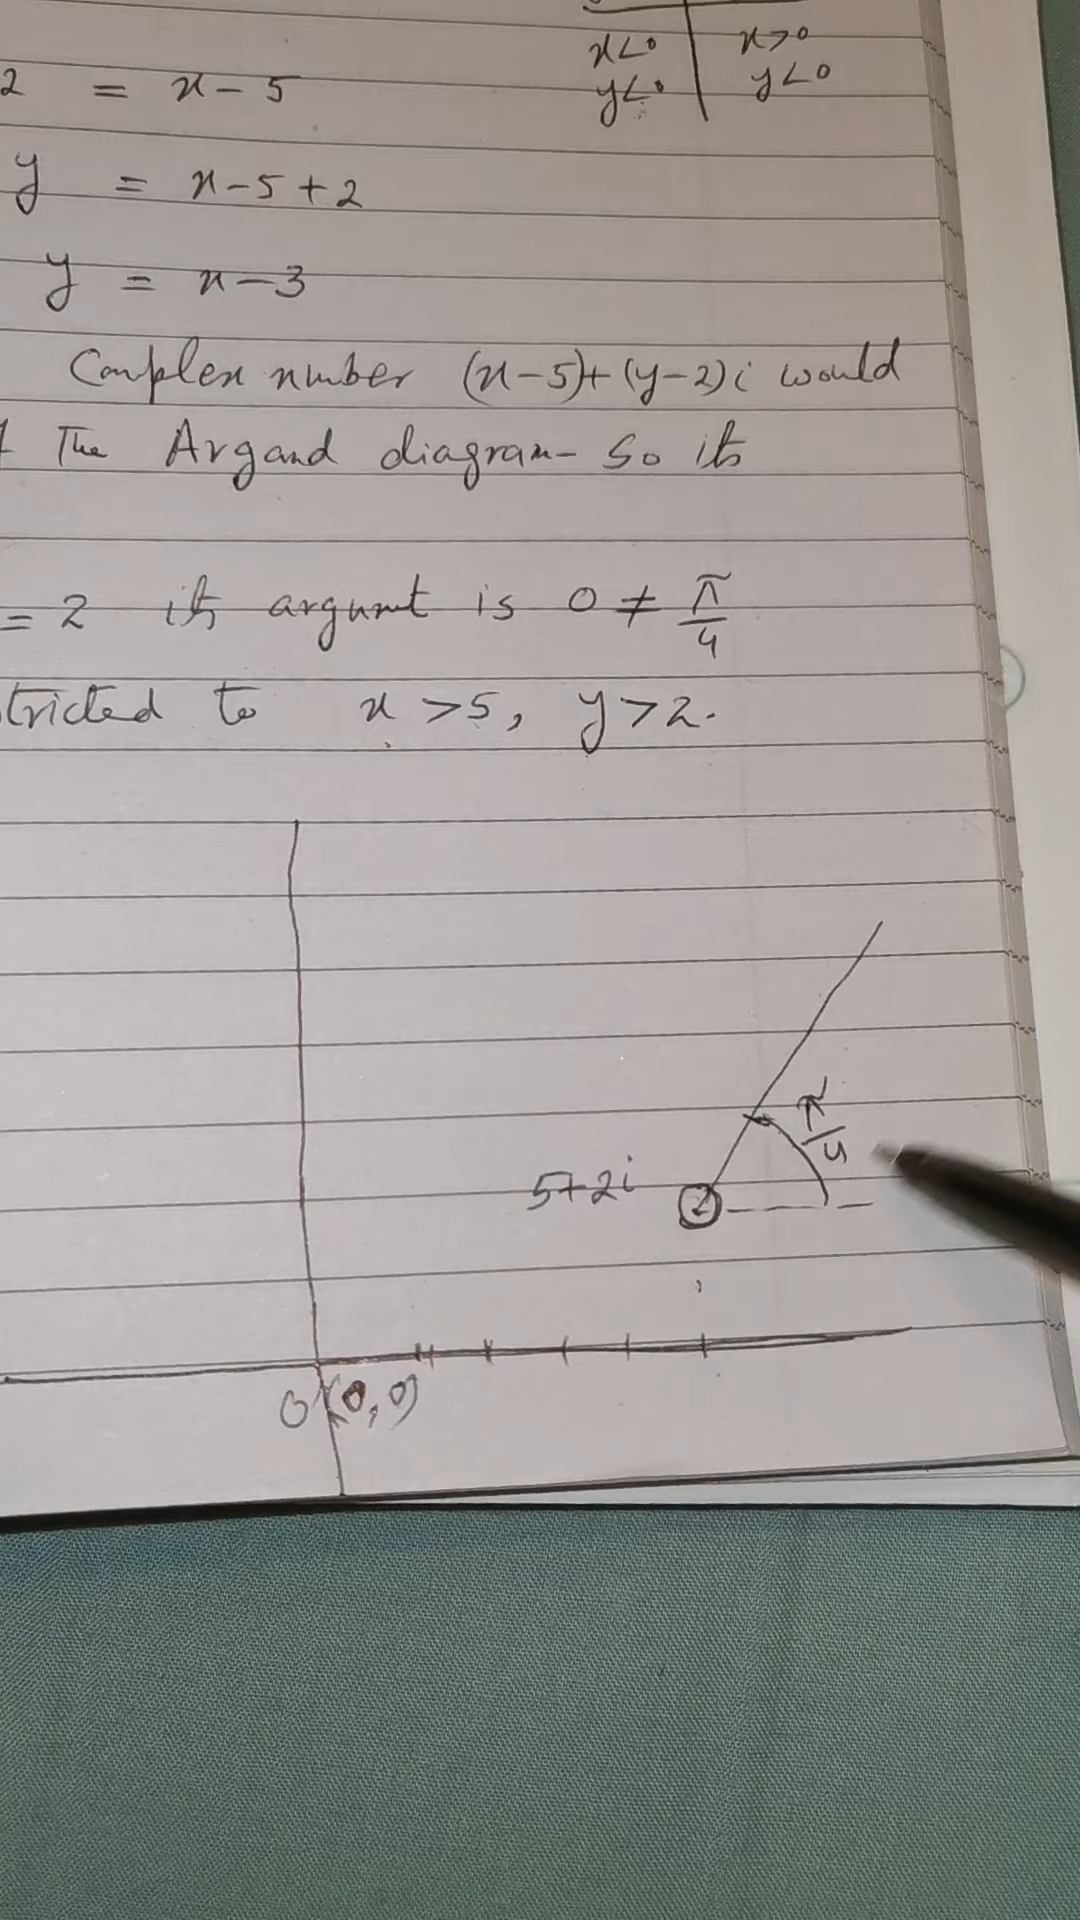 x<0 | x>0
y<0 | y<0
2 = x-5
y = x-5+2
y = x-3
Complex number (x-5)+(y-2)i would
The Argand diagram- So its
= 2 its argumt is 0 ≠ π/4
tricted to x >5, y>2.
π/4
5+2i
O (0,0)